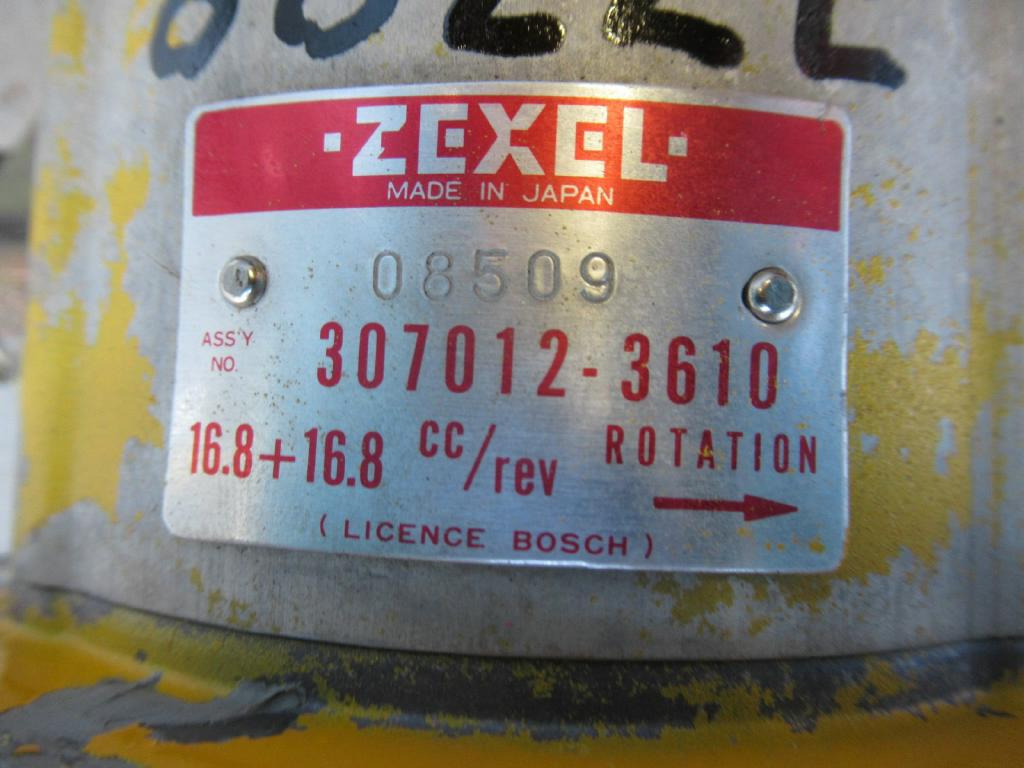 ·ZEXEL·
MADE IN JAPAN
08509
ASS'Y
NO.
307012-3610
16.8+16.8 cc/rev
ROTATION
(LICENCE BOSCH)